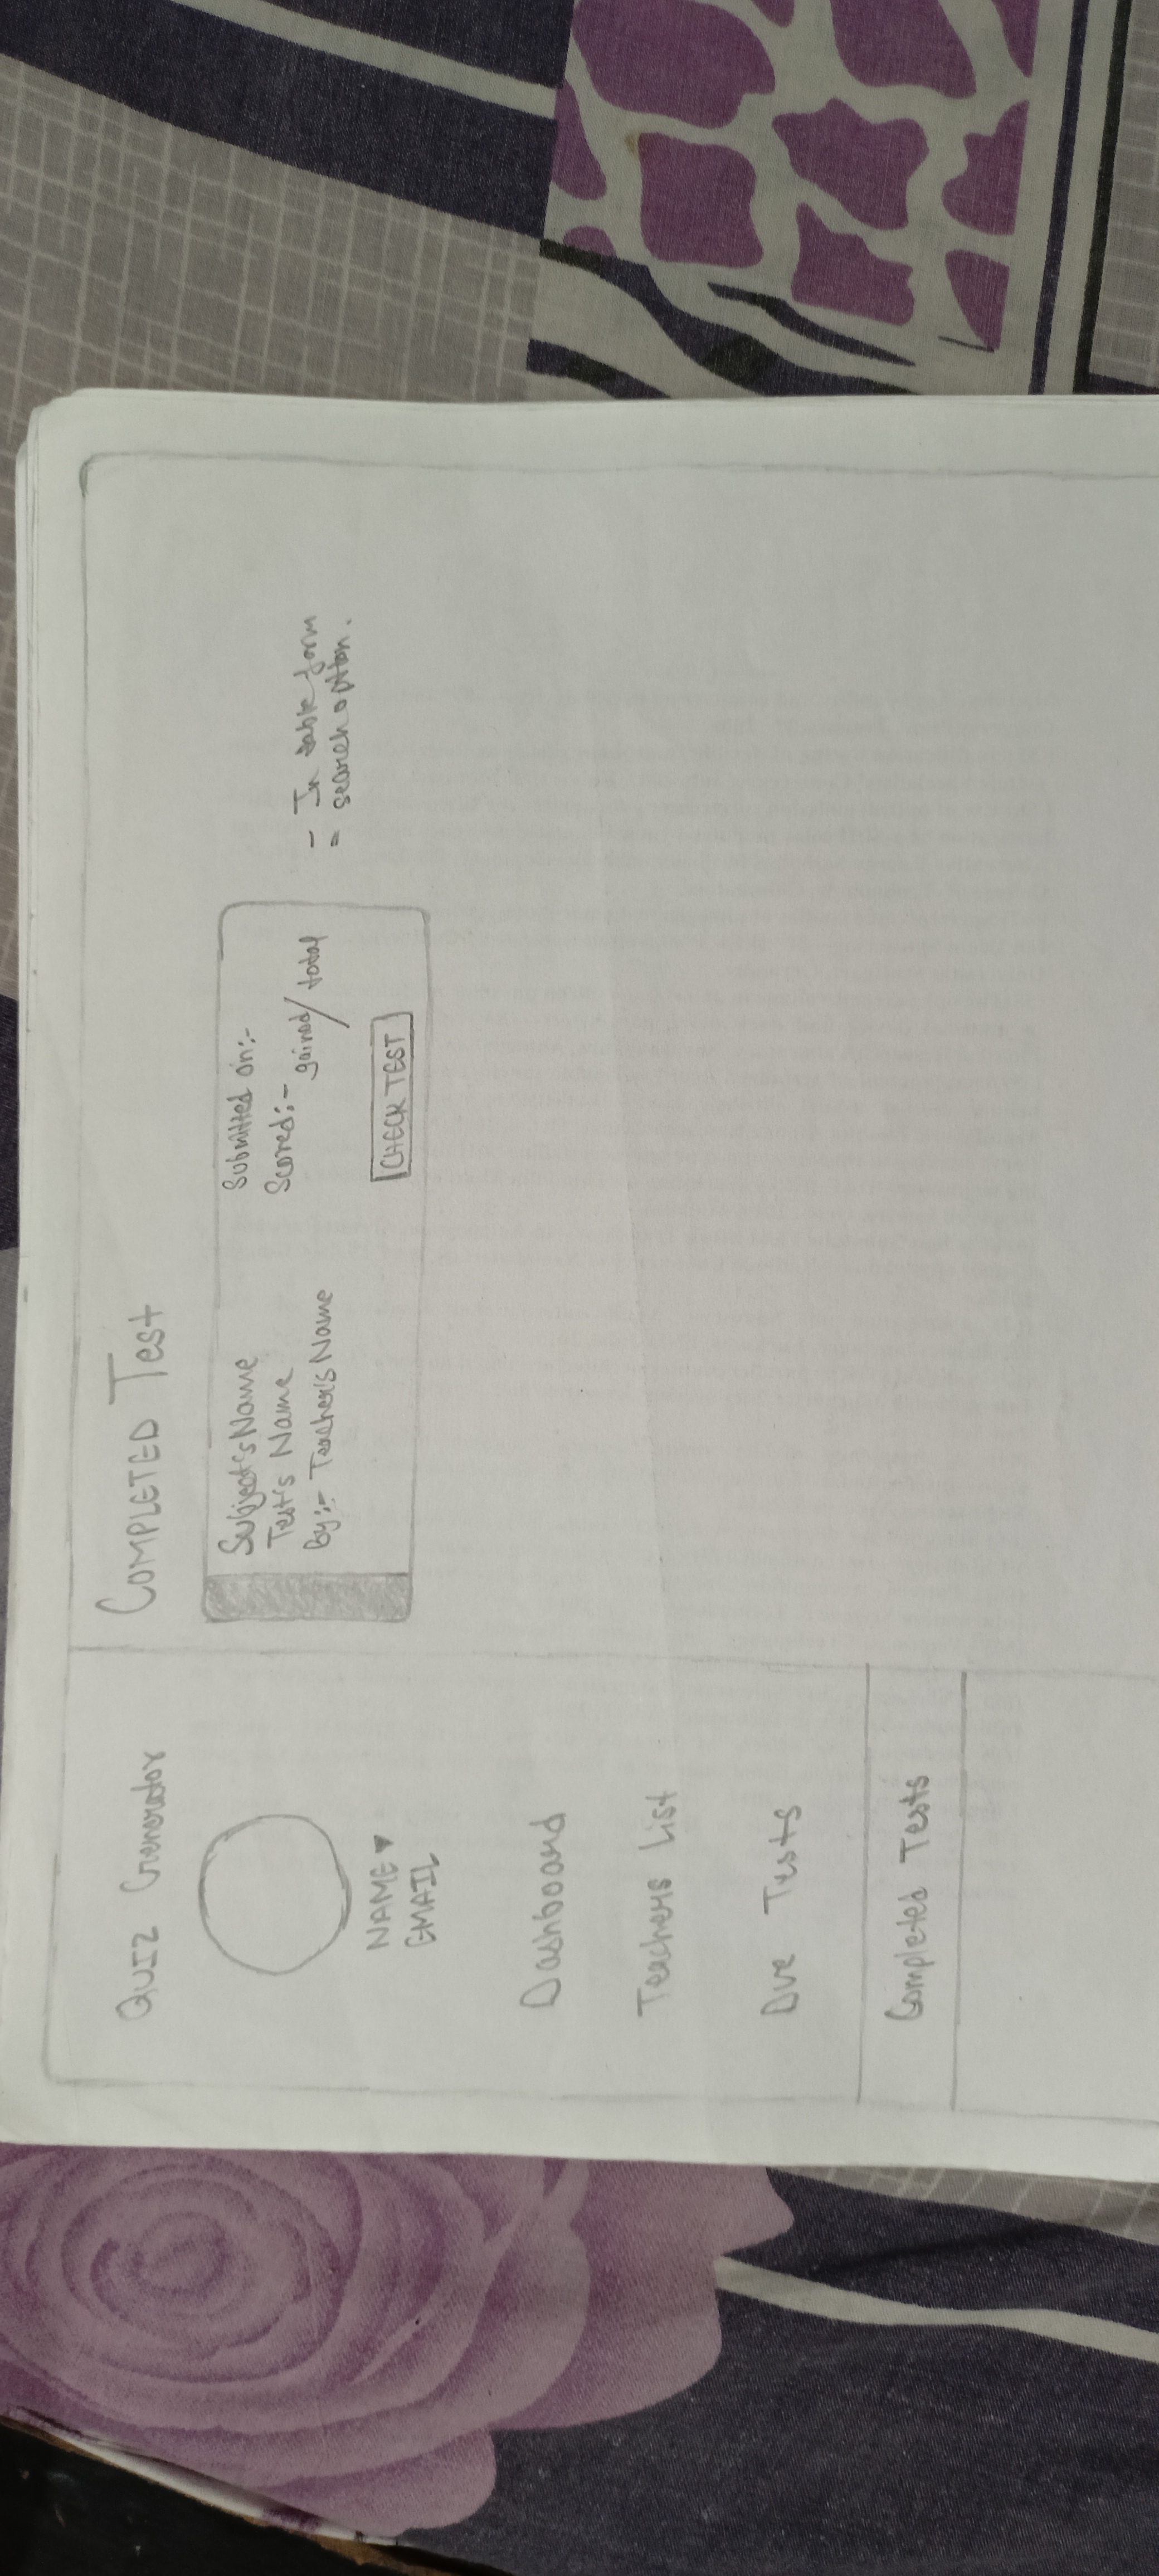 QUIZ Generator
NAME ▾
EMAIL
Dashboard
Teachers List
Due Tests
Completed Tests
COMPLETED Test
Subject's Name
Test's Name
By:- Teacher's Name
Submitted on:-
Scored:- gained/total
CHECK TEST
- In table form
= search option.